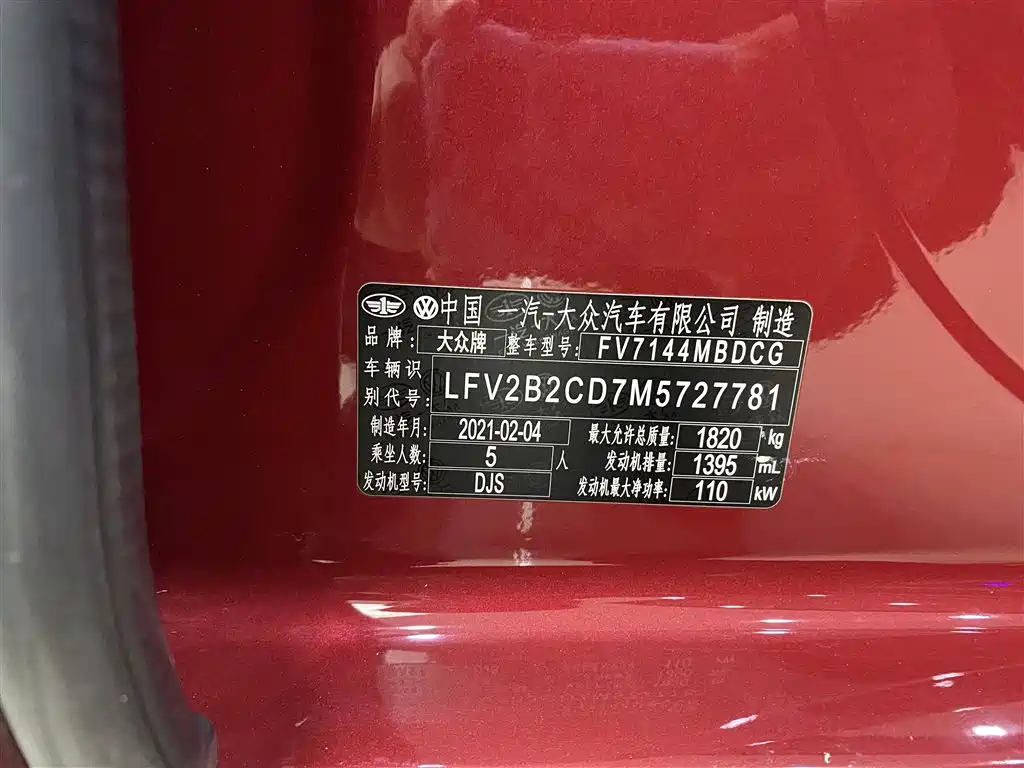 中国 一汽-大众汽车有限公司 制造
品牌: 大众牌 整车型号: FV7144MBDCG
车辆识别代号: LFV2B2CD7M5727781
制造年月: 2021-02-04 最大允许总质量: 1820 kg
乘坐人数: 5 人 发动机排量: 1395 mL
发动机型号: DJS 发动机最大净功率: 110 kW